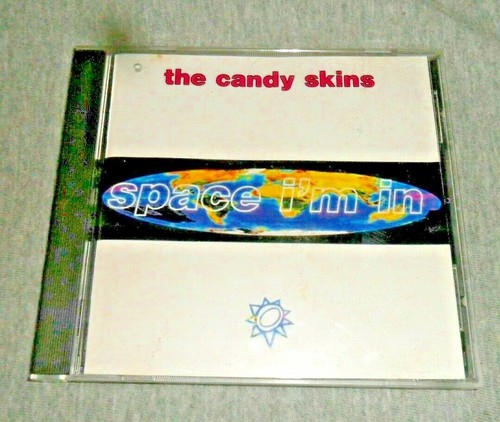 the candy skins
space i'm in